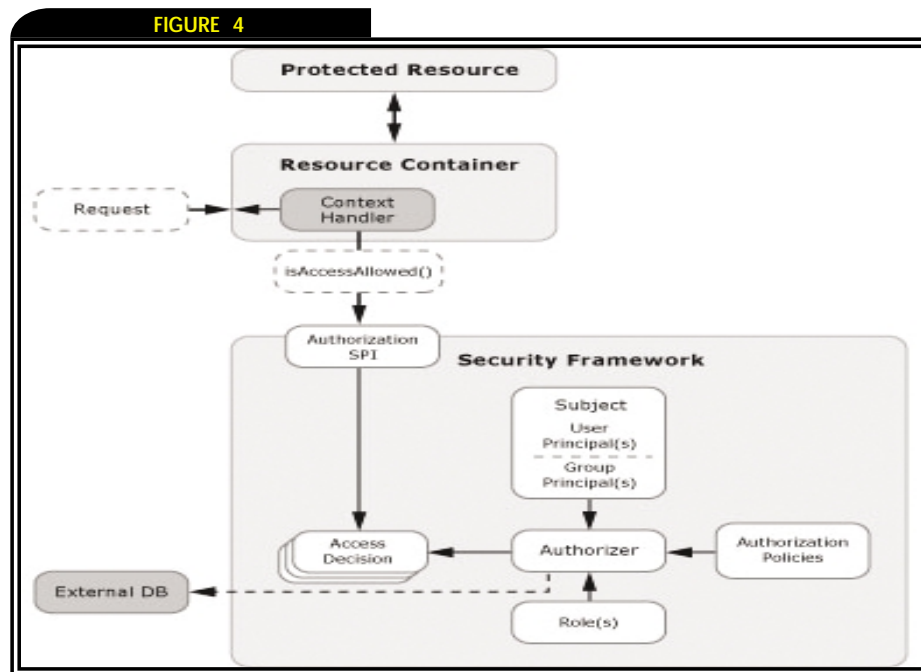 FIGURE 4
Protected Resource
Resource Container
Request
Context
Handler
isAccessAllowed()
Authorization
SPI
Security Framework
Subject
User
Principal(s)
Group
Principal(s)
Access
Decision
Authorizer
Authorization
Policies
External DB
Role(s)